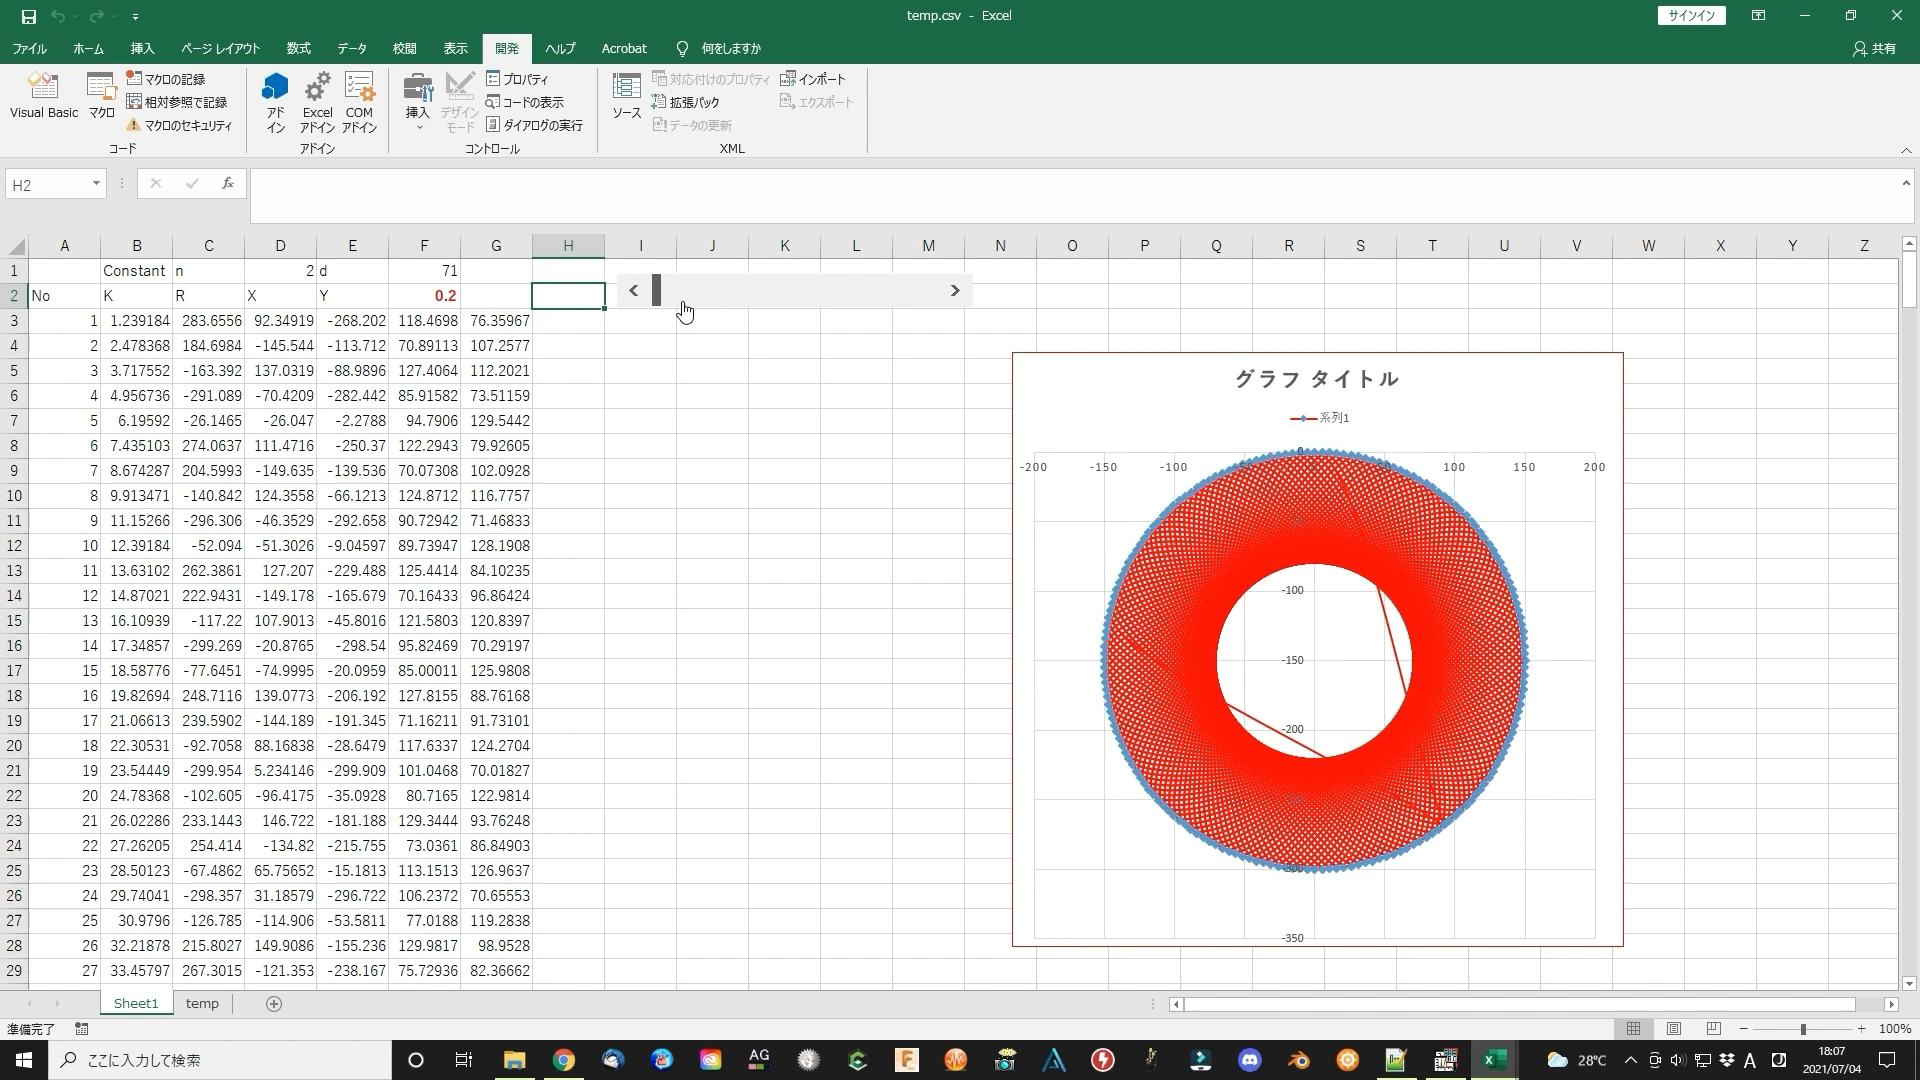 temp.csv - Excel
サインイン
ファイル ホーム 挿入 ページ レイアウト 数式 データ 校閲 表示 開発 ヘルプ Acrobat 何をしますか 共有
Visual Basic マクロ マクロの記録 相対参照で記録 マクロのセキュリティ
コード
アド イン Excel アドイン COM アドイン
アドイン
挿入 デザイン モード プロパティ コードの表示 ダイアログの実行
コントロール
ソース 対応付けのプロパティ 拡張パック データの更新 インポート エクスポート
XML
H2 fx
A B C D E F G H I J K L M N O P Q R S T U V W X Y Z
1 Constant n 2 d 71
2 No K R X Y 0.2
3 1 1.239184 283.6556 92.34919 -268.202 118.4698 76.35967
4 2 2.478368 184.6984 -145.544 -113.712 70.89113 107.2577
5 3 3.717552 -163.392 137.0319 -88.9896 127.4064 112.2021
6 4 4.956736 -291.089 -70.4209 -282.442 85.91582 73.51159
7 5 6.19592 -26.1465 -26.047 -2.2788 94.7906 129.5442
8 6 7.435103 274.0637 111.4716 -250.37 122.2943 79.92605
9 7 8.674287 204.5993 -149.635 -139.536 70.07308 102.0928
10 8 9.913471 -140.842 124.3558 -66.1213 124.8712 116.7757
11 9 11.15266 -296.306 -46.3529 -292.658 90.72942 71.46833
12 10 12.39184 -52.094 -51.3026 -9.04597 89.73947 128.1908
13 11 13.63102 262.3861 127.207 -229.488 125.4414 84.10235
14 12 14.87021 222.9431 -149.178 -165.679 70.16433 96.86424
15 13 16.10939 -117.22 107.9013 -45.8016 121.5803 120.8397
16 14 17.34857 -299.269 -20.8765 -298.54 95.82469 70.29197
17 15 18.58776 -77.6451 -74.9995 -20.0959 85.00011 125.9808
18 16 19.82694 248.7116 139.0773 -206.192 127.8155 88.76168
19 17 21.06613 239.5902 -144.189 -191.345 71.16211 91.73101
20 18 22.30531 -92.7058 88.16838 -28.6479 117.6337 124.2704
21 19 23.54449 -299.954 5.234146 -299.909 101.0468 70.01827
22 20 24.78368 -102.605 -96.4175 -35.0928 80.7165 122.9814
23 21 26.02286 233.1443 146.722 -181.188 129.3444 93.76248
24 22 27.26205 254.414 -134.82 -215.755 73.0361 86.84903
25 23 28.50123 -67.4862 65.75652 -15.1813 113.1513 126.9637
26 24 29.74041 -298.357 31.18579 -296.722 106.2372 70.65553
27 25 30.9796 -126.785 -114.906 -53.5811 77.0188 119.2838
28 26 32.21878 215.8027 149.9086 -155.236 129.9817 98.9528
29 27 33.45797 267.3015 -121.353 -238.167 75.72936 82.36662
グラフ タイトル
系列1
0
-200 -150 -100 100 150 200
-100
-150
-200
-300
-350
Sheet1 temp
準備完了 100%
ここに入力して検索
AG
28℃ A 18:07
2021/07/04